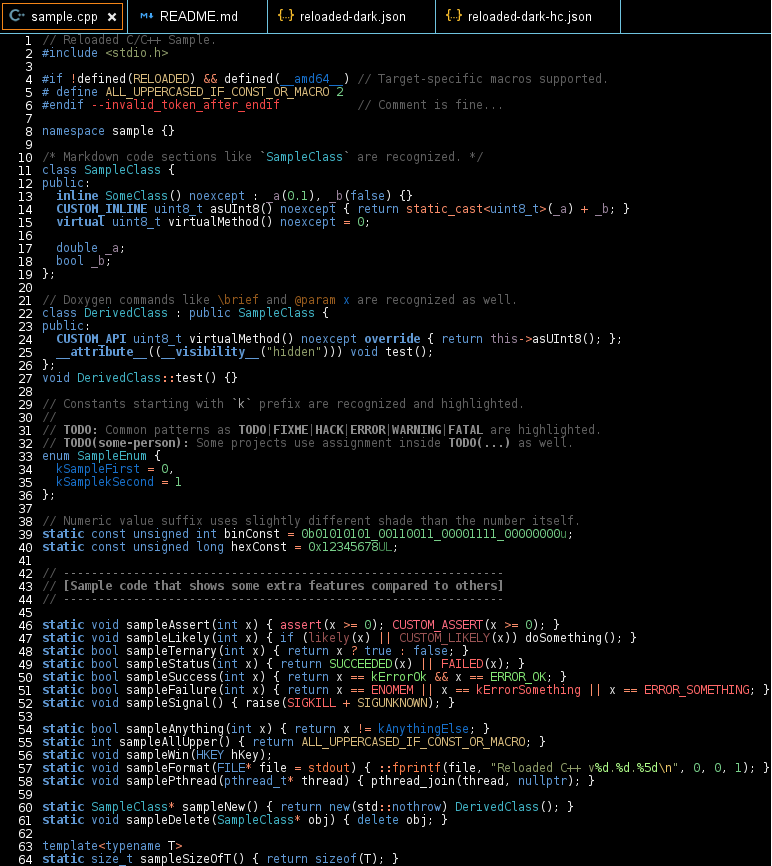 sample.cpp × README.md {..} reloaded-dark.json {..} reloaded-dark-hc.json
1 // Reloaded C/C++ Sample.
2 #include <stdio.h>
3
4 #if !defined(RELOADED) && defined(__amd64__) // Target-specific macros supported.
5 # define ALL_UPPERCASED_IF_CONST_OR_MACRO 2
6 #endif --invalid_token_after_endif           // Comment is fine...
7
8 namespace sample {}
9
10 /* Markdown code sections like `SampleClass` are recognized. */
11 class SampleClass {
12 public:
13   inline SomeClass() noexcept : _a(0.1), _b(false) {}
14   CUSTOM_INLINE uint8_t asUInt8() noexcept { return static_cast<uint8_t>(_a) + _b; }
15   virtual uint8_t virtualMethod() noexcept = 0;
16
17   double _a;
18   bool _b;
19 };
20
21 // Doxygen commands like \brief and @param x are recognized as well.
22 class DerivedClass : public SampleClass {
23 public:
24   CUSTOM_API uint8_t virtualMethod() noexcept override { return this->asUInt8(); };
25   __attribute__((__visibility__("hidden"))) void test();
26 };
27 void DerivedClass::test() {}
28
29 // Constants starting with `k` prefix are recognized and highlighted.
30 //
31 // TODO: Common patterns as TODO|FIXME|HACK|ERROR|WARNING|FATAL are highlighted.
32 // TODO(some-person): Some projects use assignment inside TODO(...) as well.
33 enum SampleEnum {
34   kSampleFirst = 0,
35   kSamplekSecond = 1
36 };
37
38 // Numeric value suffix uses slightly different shade than the number itself.
39 static const unsigned int binConst = 0b01010101_00110011_00001111_00000000u;
40 static const unsigned long hexConst = 0x12345678UL;
41
42 // ---------------------------------------------------------------
43 // [Sample code that shows some extra features compared to others]
44 // ---------------------------------------------------------------
45
46 static void sampleAssert(int x) { assert(x >= 0); CUSTOM_ASSERT(x >= 0); }
47 static void sampleLikely(int x) { if (likely(x) || CUSTOM_LIKELY(x)) doSomething(); }
48 static bool sampleTernary(int x) { return x ? true : false; }
49 static bool sampleStatus(int x) { return SUCCEEDED(x) || FAILED(x); }
50 static bool sampleSuccess(int x) { return x == kErrorOk && x == ERROR_OK; }
51 static bool sampleFailure(int x) { return x == ENOMEM || x == kErrorSomething || x == ERROR_SOMETHING; }
52 static void sampleSignal() { raise(SIGKILL + SIGUNKNOWN); }
53
54 static bool sampleAnything(int x) { return x != kAnythingElse; }
55 static int sampleAllUpper() { return ALL_UPPERCASED_IF_CONST_OR_MACRO; }
56 static void sampleWin(HKEY hKey);
57 static void sampleFormat(FILE* file = stdout) { ::fprintf(file, "Reloaded C++ v%d.%d.%5d\n", 0, 0, 1); }
58 static void samplePthread(pthread_t* thread) { pthread_join(thread, nullptr); }
59
60 static SampleClass* sampleNew() { return new(std::nothrow) DerivedClass(); }
61 static void sampleDelete(SampleClass* obj) { delete obj; }
62
63 template<typename T>
64 static size_t sampleSizeOfT() { return sizeof(T); }